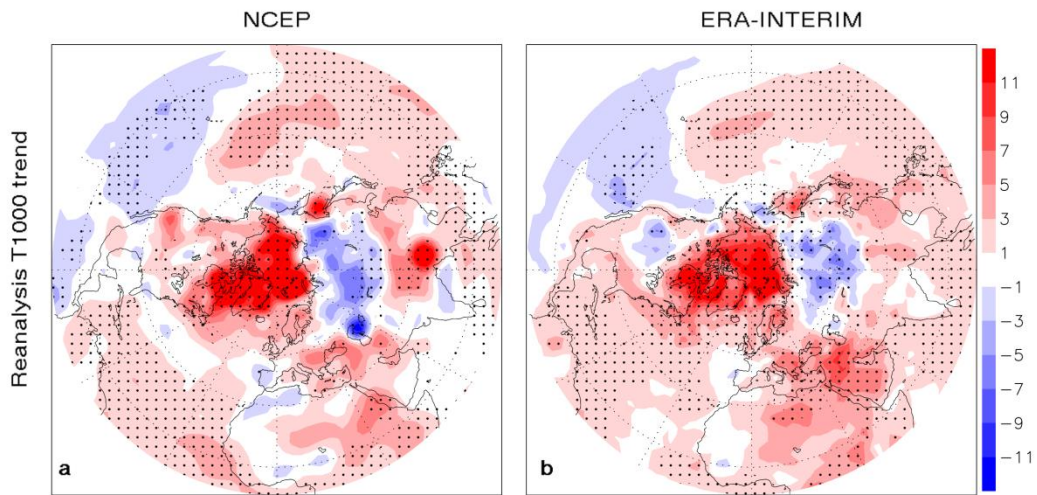 NCEP
ERA-INTERIM
Reanalysis T1000 trend
a
b
11
9
7
5
3
1
−1
−3
−5
−7
−9
−11